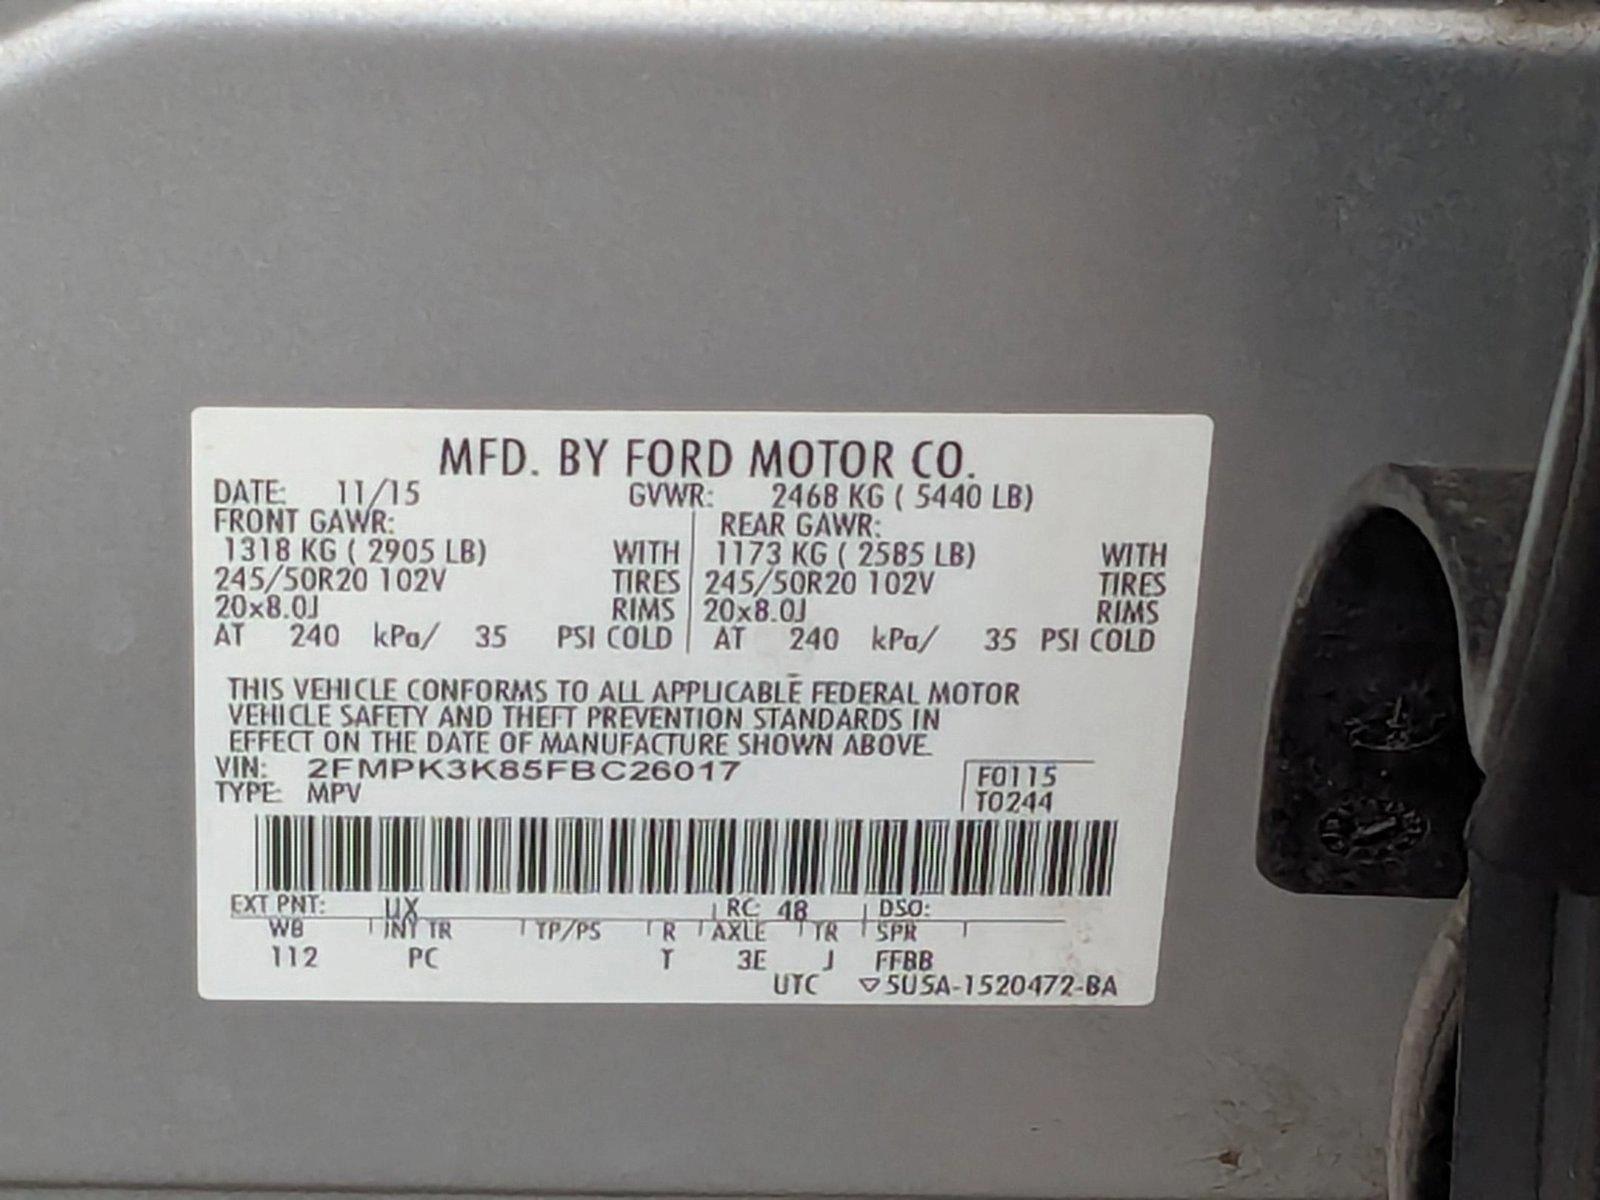 MFD. BY FORD MOTOR CO.
DATE: 11/15 GVWR: 2468 KG ( 5440 LB)
FRONT GAWR: REAR GAWR:
1318 KG ( 2905 LB) WITH 1173 KG ( 2585 LB) WITH
245/50R20 102V TIRES 245/50R20 102V TIRES
20x8.0J RIMS 20x8.0J RIMS
AT 240 kPa/ 35 PSI COLD AT 240 kPa/ 35 PSI COLD
THIS VEHICLE CONFORMS TO ALL APPLICABLE FEDERAL MOTOR
VEHICLE SAFETY AND THEFT PREVENTION STANDARDS IN
EFFECT ON THE DATE OF MANUFACTURE SHOWN ABOVE.
VIN: 2FMPK3K85FBC26017 F0115
TYPE: MPV T0244
EXT PNT: UX RC: 48 DSO:
WB INT TR TP/PS R AXLE TR SPR
112 PC T 3E J FFBB
UTC ▽5U5A-1520472-BA